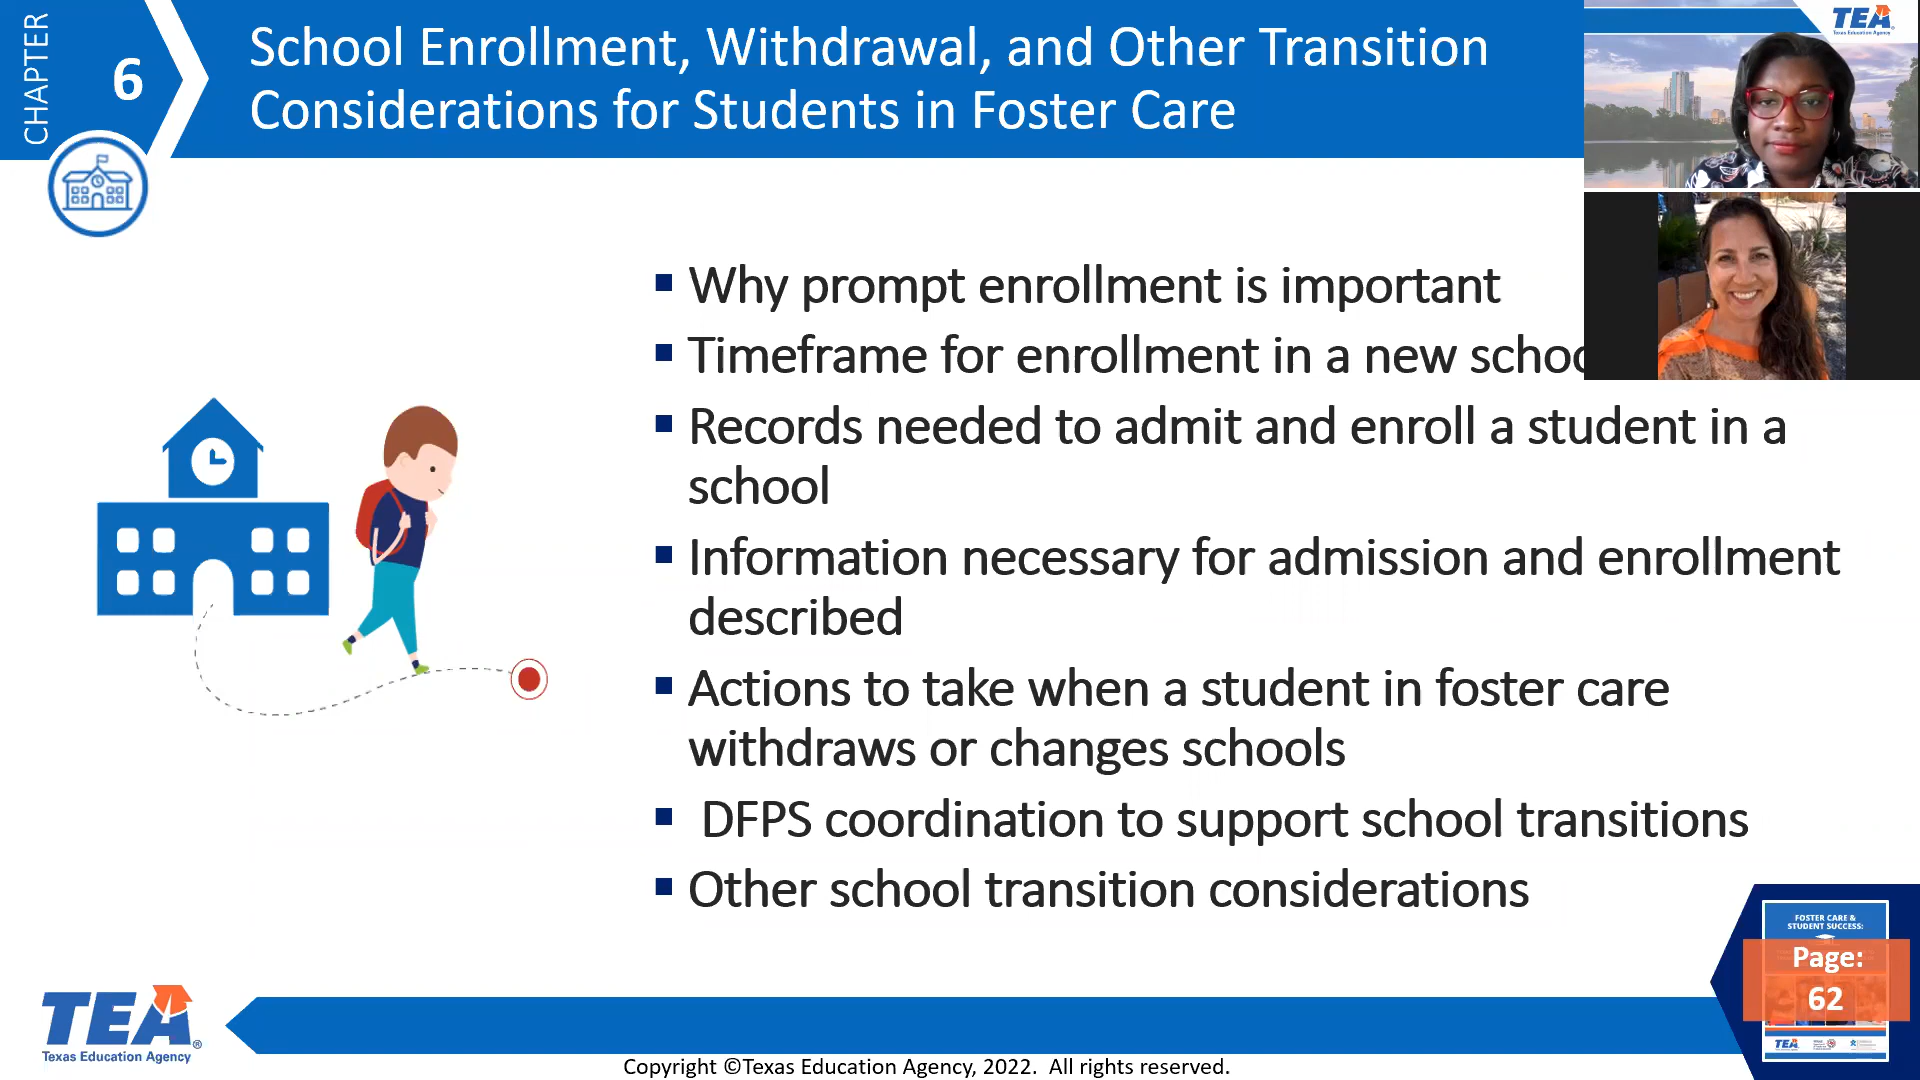 CHAPTER
6
School Enrollment, Withdrawal, and Other Transition
Considerations for Students in Foster Care
TEA
Texas Education Agency
▪ Why prompt enrollment is important
▪ Timeframe for enrollment in a new schoo
▪ Records needed to admit and enroll a student in a
school
▪ Information necessary for admission and enrollment
described
▪ Actions to take when a student in foster care
withdraws or changes schools
▪ DFPS coordination to support school transitions
▪ Other school transition considerations
FOSTER CARE &
STUDENT SUCCESS:
Page:
62
TEA
TEA®
Texas Education Agency
Copyright ©Texas Education Agency, 2022. All rights reserved.